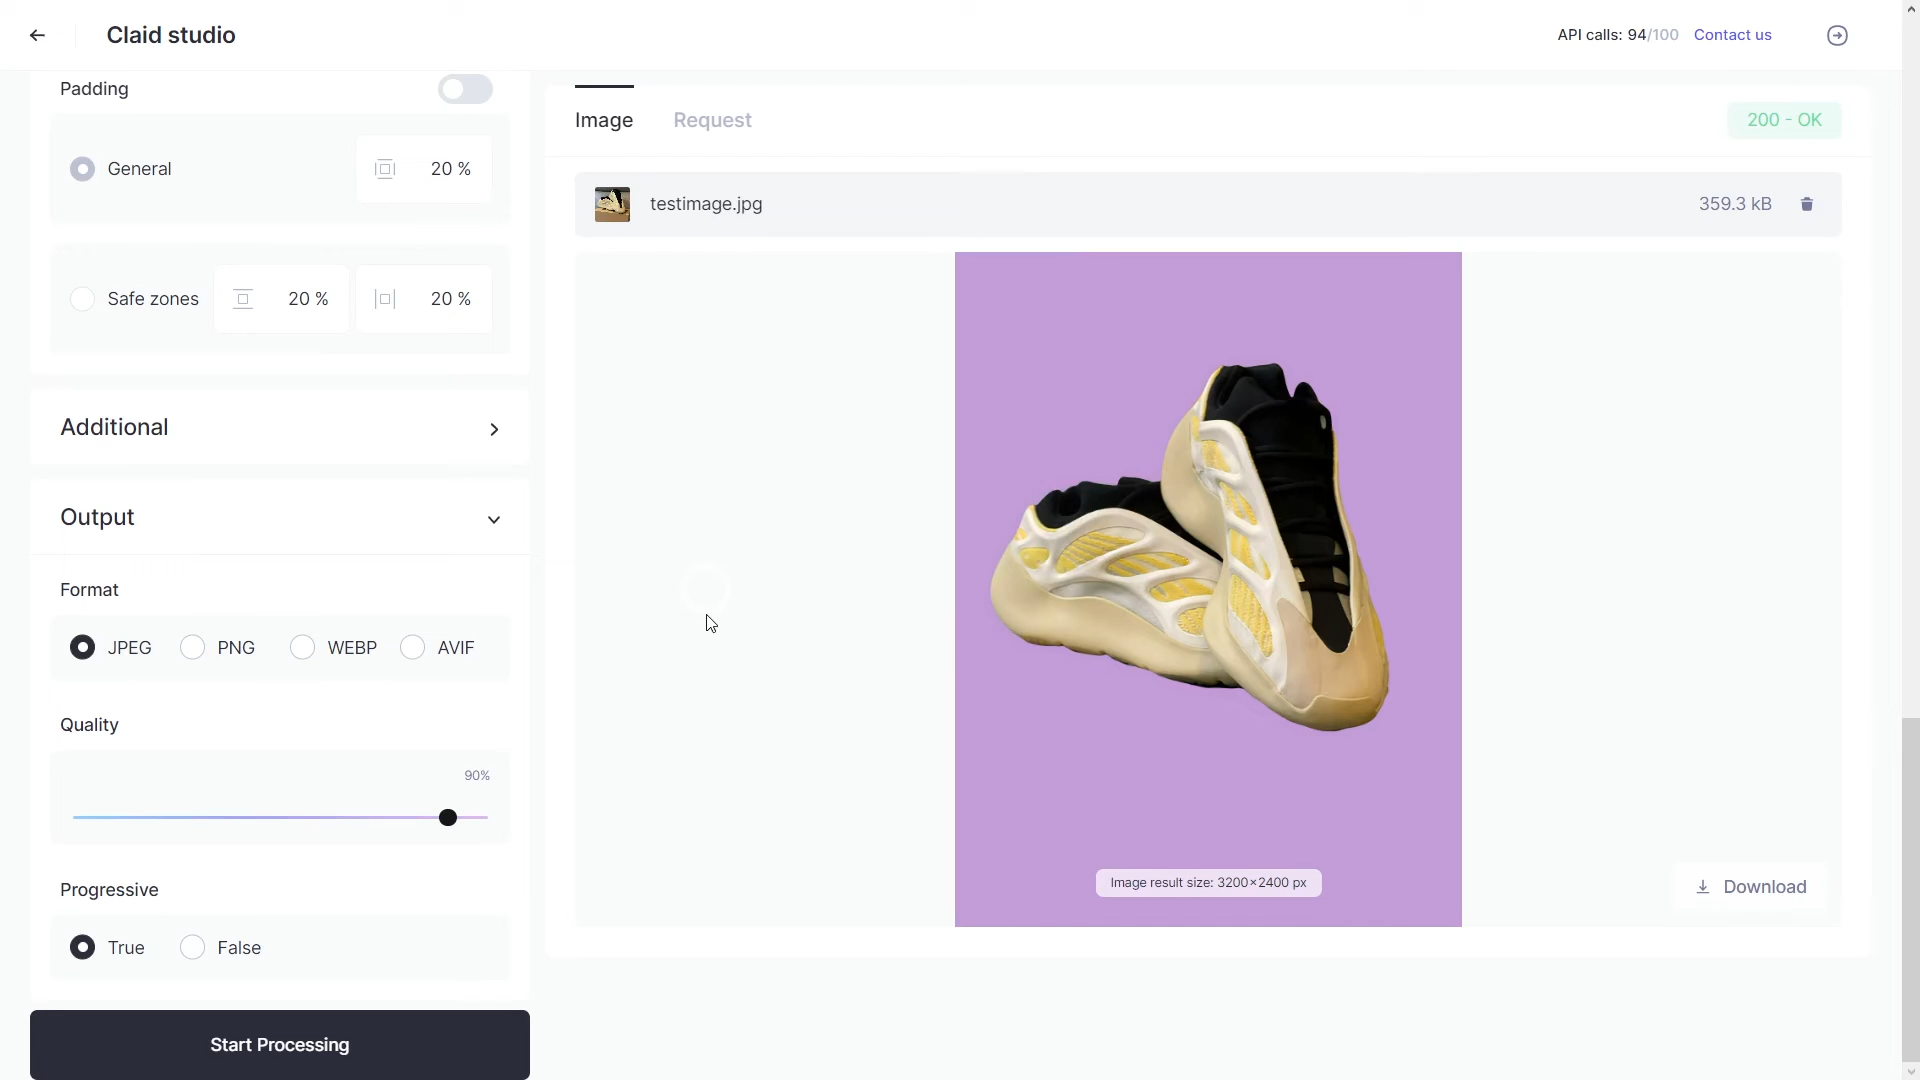 Claid studio
API calls: 94/100 Contact us
Padding
General 20 %
Safe zones 20 % 20 %
Additional
Output
Format
JPEG PNG WEBP AVIF
Quality
90%
Progressive
True False
Start Processing
Image Request 200 - OK
testimage.jpg 359.3 kB
Image result size: 3200×2400 px
Download